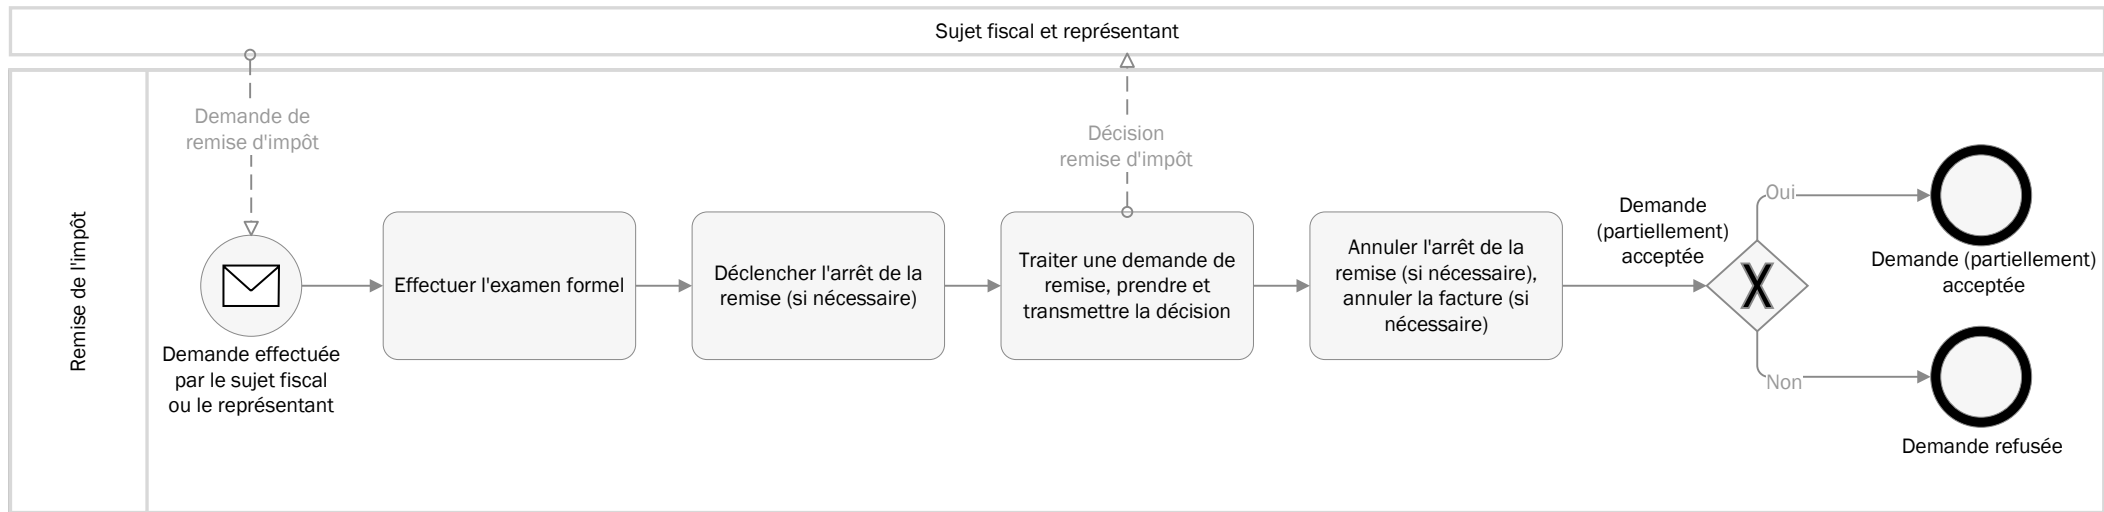 Sujet fiscal et représentant
Remise de l'impôt
Demande de
remise d'impôt
Demande effectuée
par le sujet fiscal
ou le représentant
Effectuer l'examen formel
Déclencher l'arrêt de la
remise (si nécessaire)
Décision
remise d'impôt
Traiter une demande de
remise, prendre et
transmettre la décision
Annuler l'arrêt de la
remise (si nécessaire),
annuler la facture (si
nécessaire)
Demande
(partiellement)
acceptée
X
Oui
Demande (partiellement)
acceptée
Non
Demande refusée